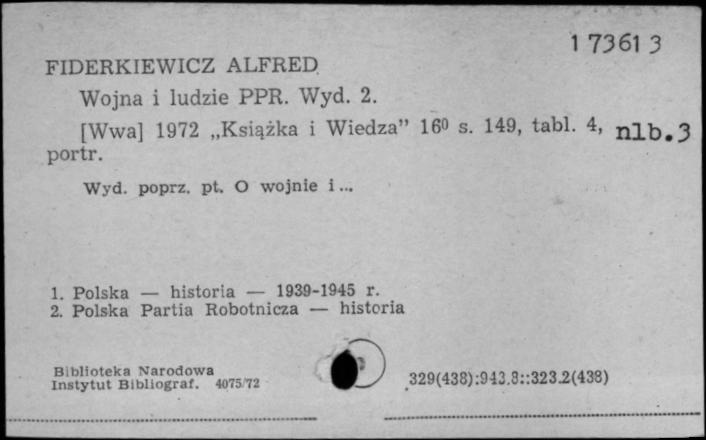 173613
FIDERKIEWICZ ALFRED
Wojna i ludzie PPR. Wyd. 2.
[Wwa] 1972 „Książka i Wiedza” 16⁰ s. 149, tabl. 4, nlb.3
portr.
Wyd. poprz. pt. O wojnie i...
1. Polska — historia — 1939-1945 r.
2. Polska Partia Robotnicza — historia
Biblioteka Narodowa
Instytut Bibliograf. 4075/72
329(438):943.8::323.2(438)